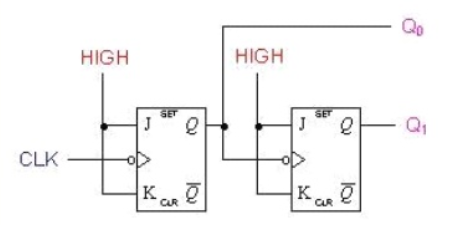 Q₀
HIGH HIGH
J SET Q J SET Q Q₁
CLK
K CLR Q̅ K CLR Q̅